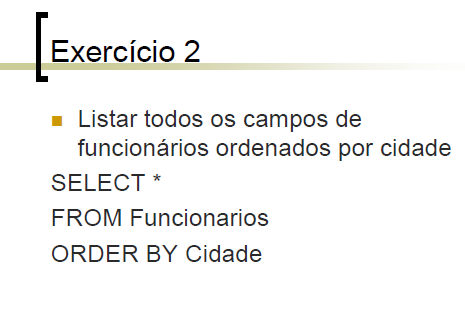 Exercício 2
Listar todos os campos de
funcionários ordenados por cidade
SELECT *
FROM Funcionarios
ORDER BY Cidade